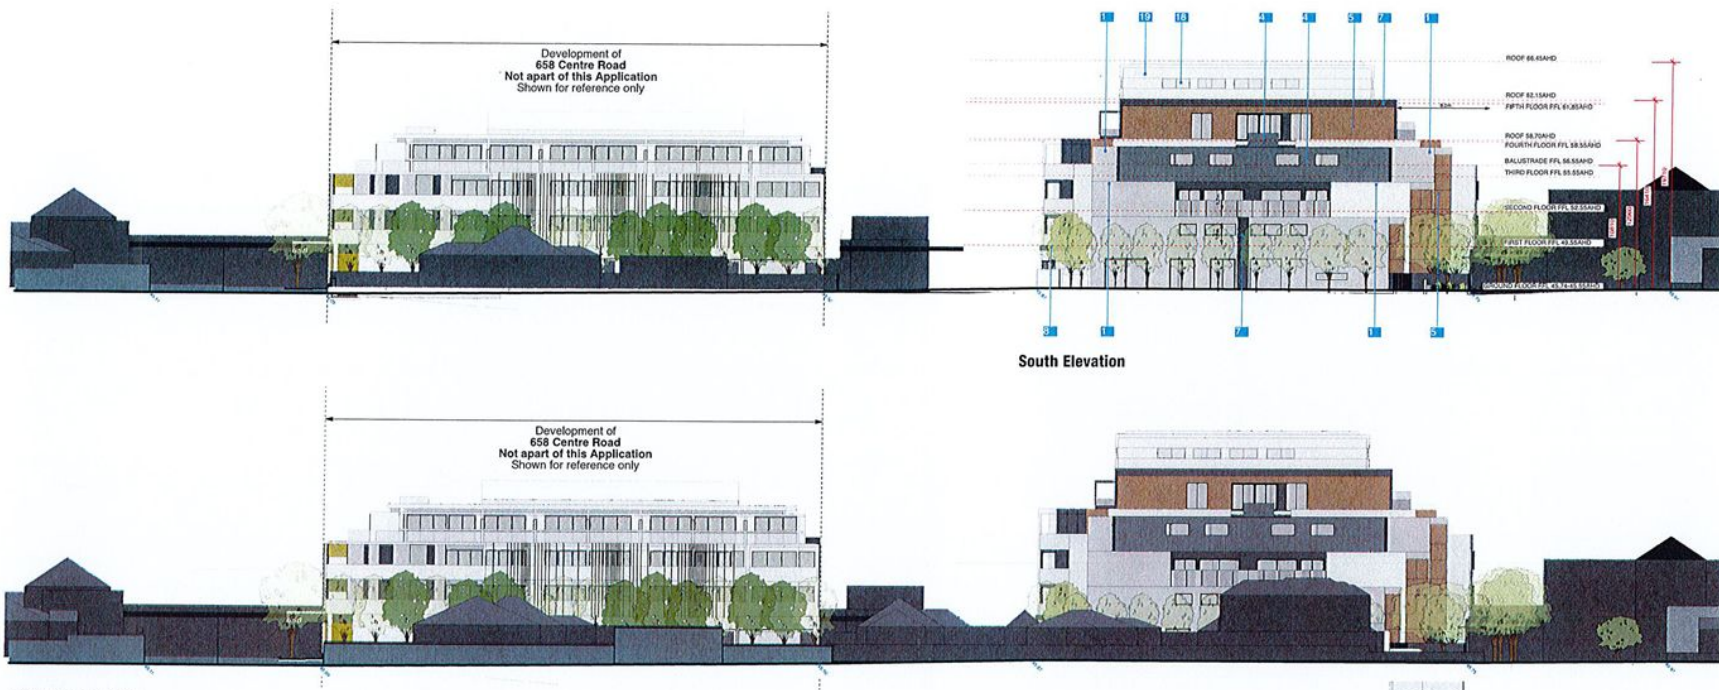 Development of
658 Centre Road
Not apart of this Application
Shown for reference only
1 19 18 4 4 5 7 1
ROOF 66.45AHD
ROOF 62.15AHD
FIFTH FLOOR FFL 61.85AHD
ROOF 58.70AHD
FOURTH FLOOR FFL 58.55AHD
BALUSTRADE FFL 56.55AHD
THIRD FLOOR FFL 55.55AHD
SECOND FLOOR FFL 52.55AHD
FIRST FLOOR FFL 49.55AHD
8 1 7 1 5
South Elevation
Development of
658 Centre Road
Not apart of this Application
Shown for reference only